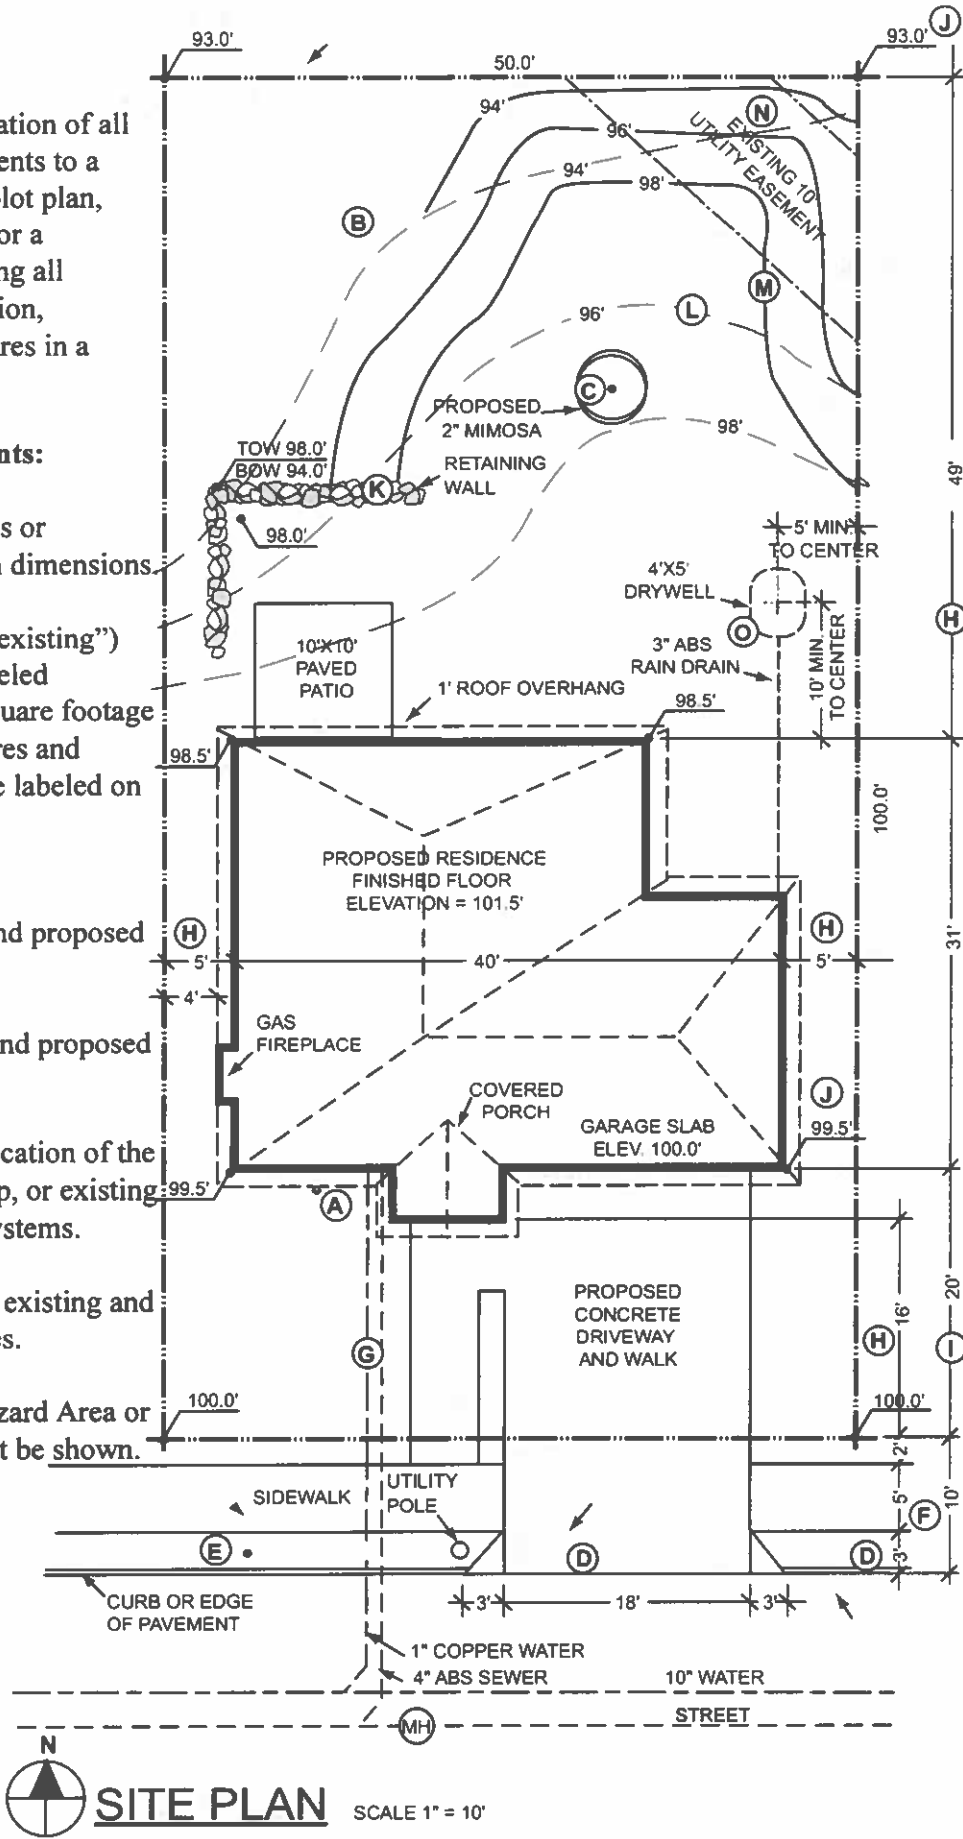 93.0'
93.0'
J
50.0'
ation of all
ents to a
lot plan,
or a
ng all
ion,
res in a
94'
N
EXISTING 10'
UTILITY EASEMENT
96'
94'
98'
B
M
96'
L
C
PROPOSED
2" MIMOSA
98'
nts:
TOW 98.0'
BOW 94.0'
RETAINING
WALL
K
49'
s or
n dimensions
98.0'
5' MIN.
TO CENTER
4'X5'
DRYWELL
H
existing")
eled
uare footage
res and
e labeled on
10'X10'
PAVED
PATIO
O
3" ABS
RAIN DRAIN
10' MIN.
TO CENTER
1' ROOF OVERHANG
98.5'
98.5'
100.0'
PROPOSED RESIDENCE
FINISHED FLOOR
ELEVATION = 101.5'
nd proposed
H
H
31'
5'
40'
5'
4'
GAS
FIREPLACE
nd proposed
COVERED
PORCH
J
GARAGE SLAB
ELEV. 100.0'
99.5'
cation of the
p, or existing
ystems.
99.5'
A
existing and
es.
PROPOSED
CONCRETE
DRIVEWAY
AND WALK
16'
20'
G
H
I
zard Area or
t be shown.
100.0'
100.0'
2'
SIDEWALK
UTILITY
POLE
5'
10'
F
E
D
D
3'
CURB OR EDGE
OF PAVEMENT
3'
18'
3'
1" COPPER WATER
4" ABS SEWER
10" WATER
STREET
MH
N
SITE PLAN
SCALE 1" = 10'